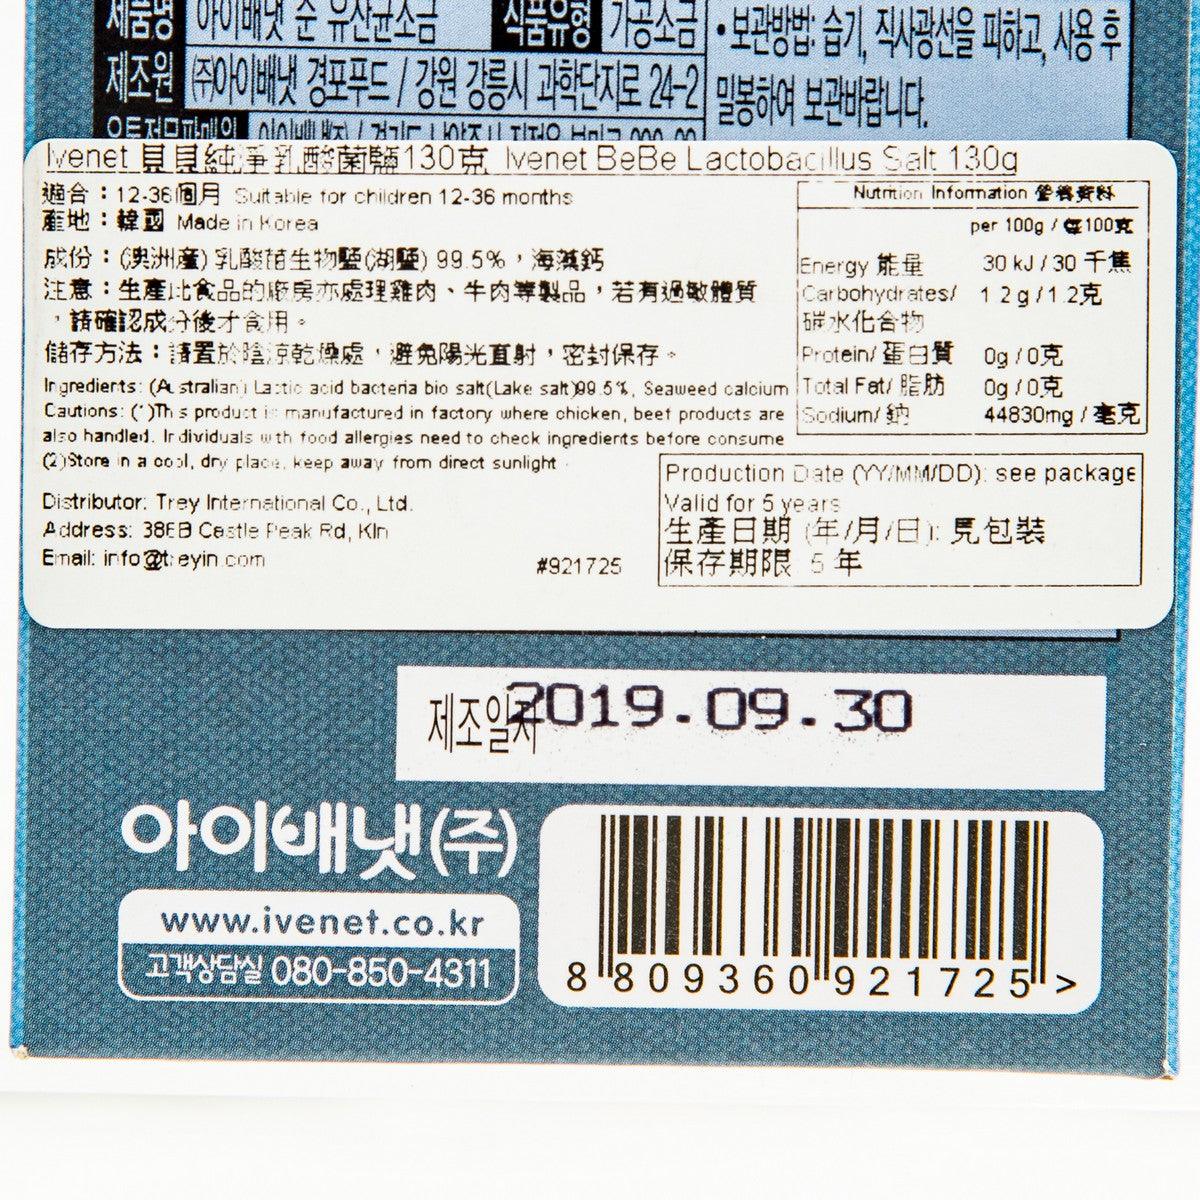 제품명 아이배냇 순 유산균소금 식품유형 가공소금
• 보관방법: 습기, 직사광선을 피하고, 사용 후
제조원 ㈜아이배냇 경포푸드 / 강원 강릉시 과학단지로 24-2
밀봉하여 보관바랍니다.
Ivenet 貝貝純淨乳酸菌鹽130克 Ivenet BeBe Lactobacillus Salt 130g
適合：12-36個月 Suitable for children 12-36 months
產地：韓國 Made in Korea
成份：(澳洲產) 乳酸菌生物鹽(湖鹽) 99.5%，海藻鈣
注意：生產此食品的廠房亦處理雞肉、牛肉等製品，若有過敏體質
，請確認成分後才食用。
儲存方法：請置於陰涼乾燥處，避免陽光直射，密封保存。
Ingredients: (Australian) Lactic acid bacteria bio salt(Lake salt)99.5%, Seaweed calcium
Cautions: (1)This product is manufactured in factory where chicken, beef products are
also handled. Individuals with food allergies need to check ingredients before consume
(2)Store in a cool, dry place, keep away from direct sunlight
Distributor: Trey International Co., Ltd.
Address: Castle Peak Rd, Kln
Email: info@treyin.com
#921725
Nutrition Information 營養資料
per 100g / 每100克
Energy 能量 30 kJ / 30 千焦
Carbohydrates/ 1.2 g / 1.2克
碳水化合物
Protein/ 蛋白質 0g / 0克
Total Fat/ 脂肪 0g / 0克
Sodium/ 鈉 44830mg / 毫克
Production Date (YY/MM/DD): see package
Valid for 5 years
生產日期 (年/月/日): 見包裝
保存期限 5 年
제조일자 2019.09.30
아이배냇(주)
www.ivenet.co.kr
고객상담실 080-850-4311
8 809360 921725 >